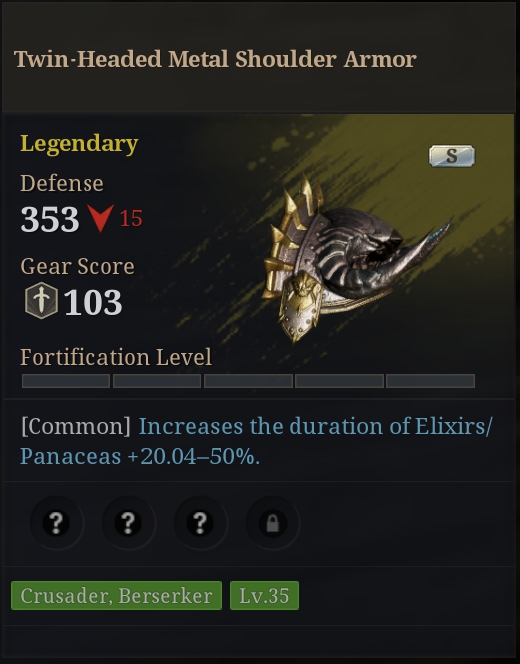 Twin-Headed Metal Shoulder Armor
Legendary
S
Defense
353 15
Gear Score
103
Fortification Level
[Common] Increases the duration of Elixirs/
Panaceas +20.04–50%.
? ? ?
Crusader, Berserker Lv.35